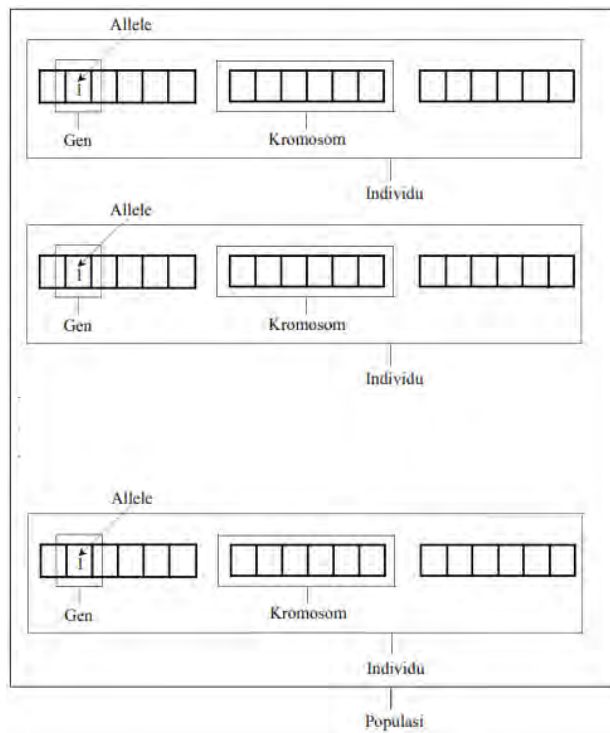 Allele
1
Gen
Kromosom
Individu
Allele
1
Gen
Kromosom
Individu
Allele
1
Gen
Kromosom
Individu
Populasi